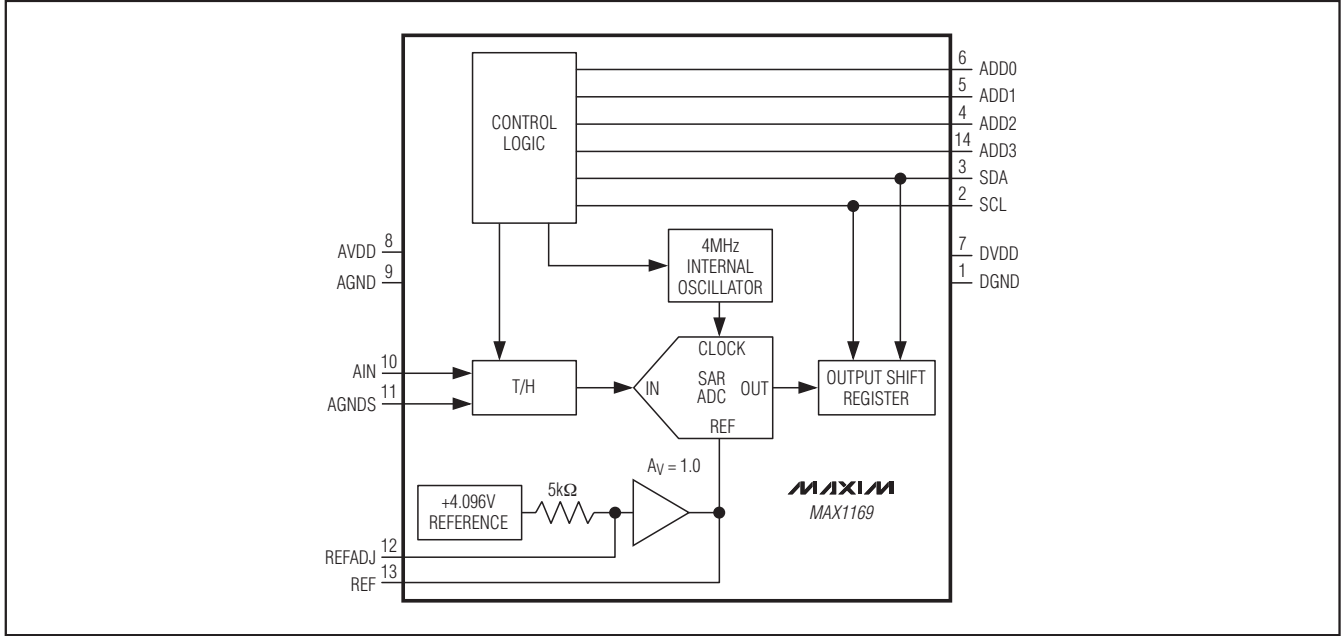 6
ADD0
5
ADD1
4
ADD2
14
ADD3
3
SDA
2
SCL
CONTROL
LOGIC
AVDD
8
AGND
9
4MHz
INTERNAL
OSCILLATOR
7
DVDD
1
DGND
AIN
10
AGNDS
11
T/H
CLOCK
IN
SAR
ADC
OUT
REF
OUTPUT SHIFT
REGISTER
+4.096V
REFERENCE
5kΩ
AV = 1.0
MAXIM
MAX1169
REFADJ
12
REF
13